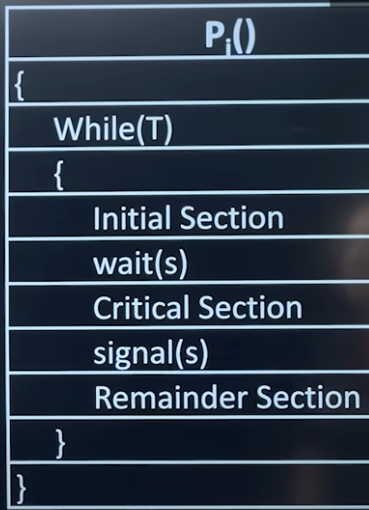 Pi()
{
While(T)
{
Initial Section
wait(s)
Critical Section
signal(s)
Remainder Section
}
}